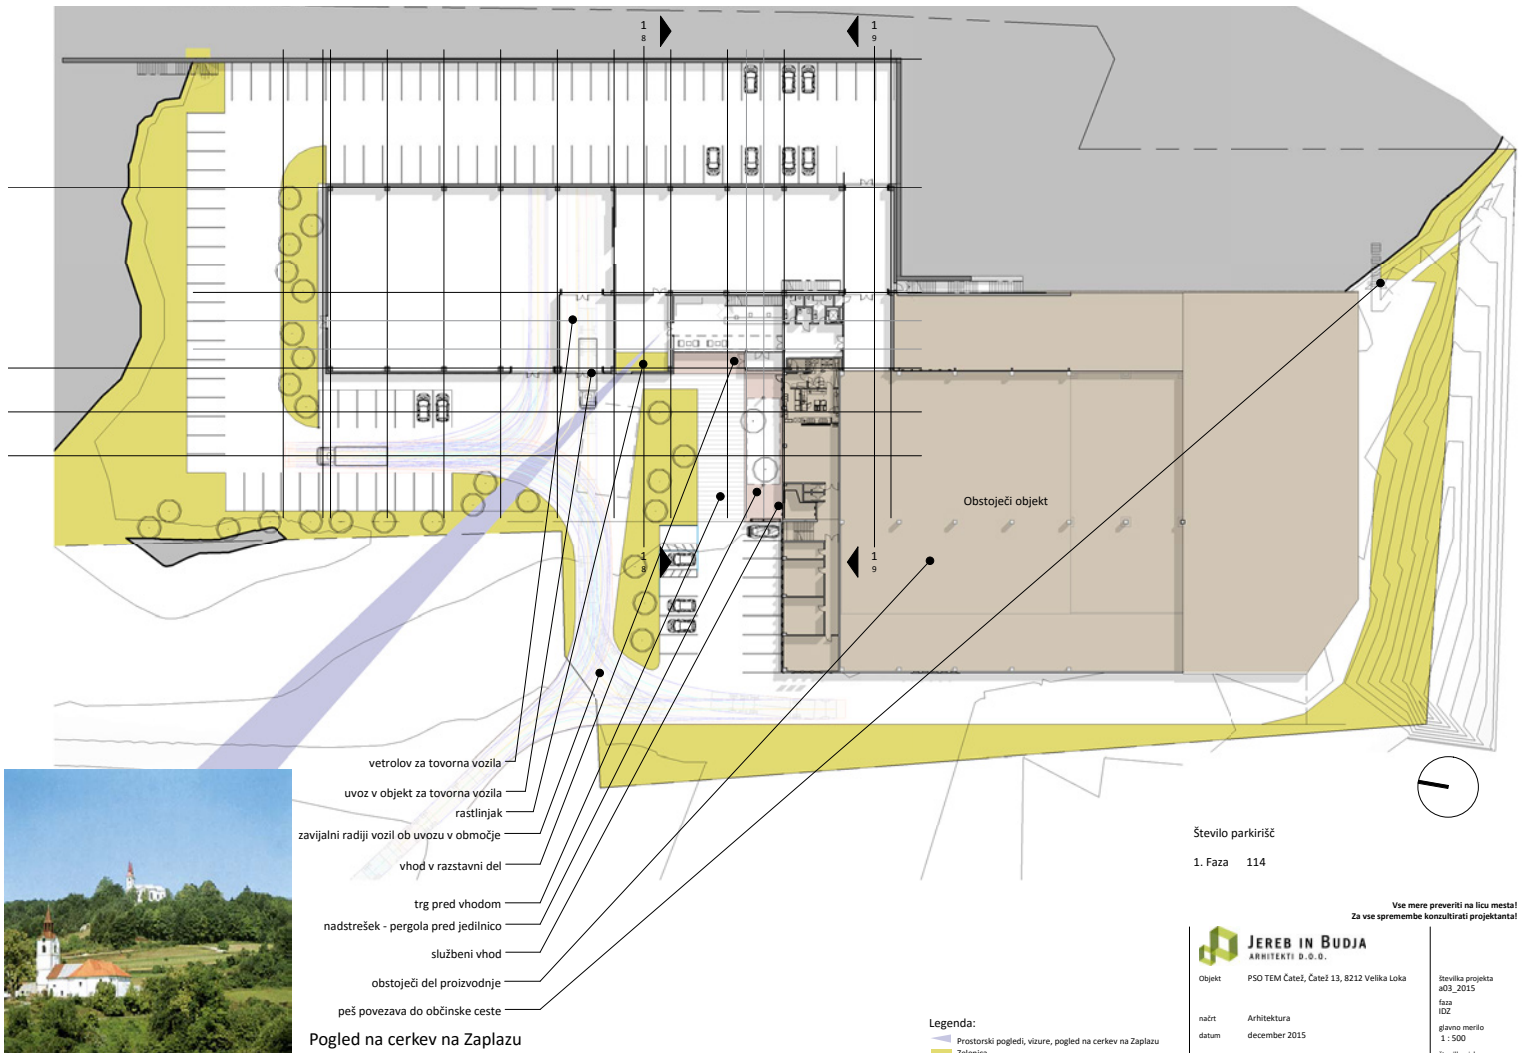 1
8
1
9
Obstoječi objekt
1
8
1
9
vetrolov za tovorna vozila
uvoz v objekt za tovorna vozila
rastlinjak
zavijalni radiji vozil ob uvozu v območje
vhod v razstavni del
trg pred vhodom
nadstrešek - pergola pred jedilnico
službeni vhod
obstoječi del proizvodnje
peš povezava do občinske ceste
Pogled na cerkev na Zaplazu
Število parkirišč
1. Faza 114
Vse mere preveriti na licu mesta!
Za vse spremembe konzultirati projektanta!
JEREB IN BUDJA
ARHITEKTI D.O.O.
Objekt PSO TEM Čatež, Čatež 13, 8212 Velika Loka
številka projekta
a03_2015
faza
IDZ
načrt Arhitektura
glavno merilo
1 : 500
datum december 2015
Legenda:
Prostorski pogledi, vizure, pogled na cerkev na Zaplazu
Zelenica